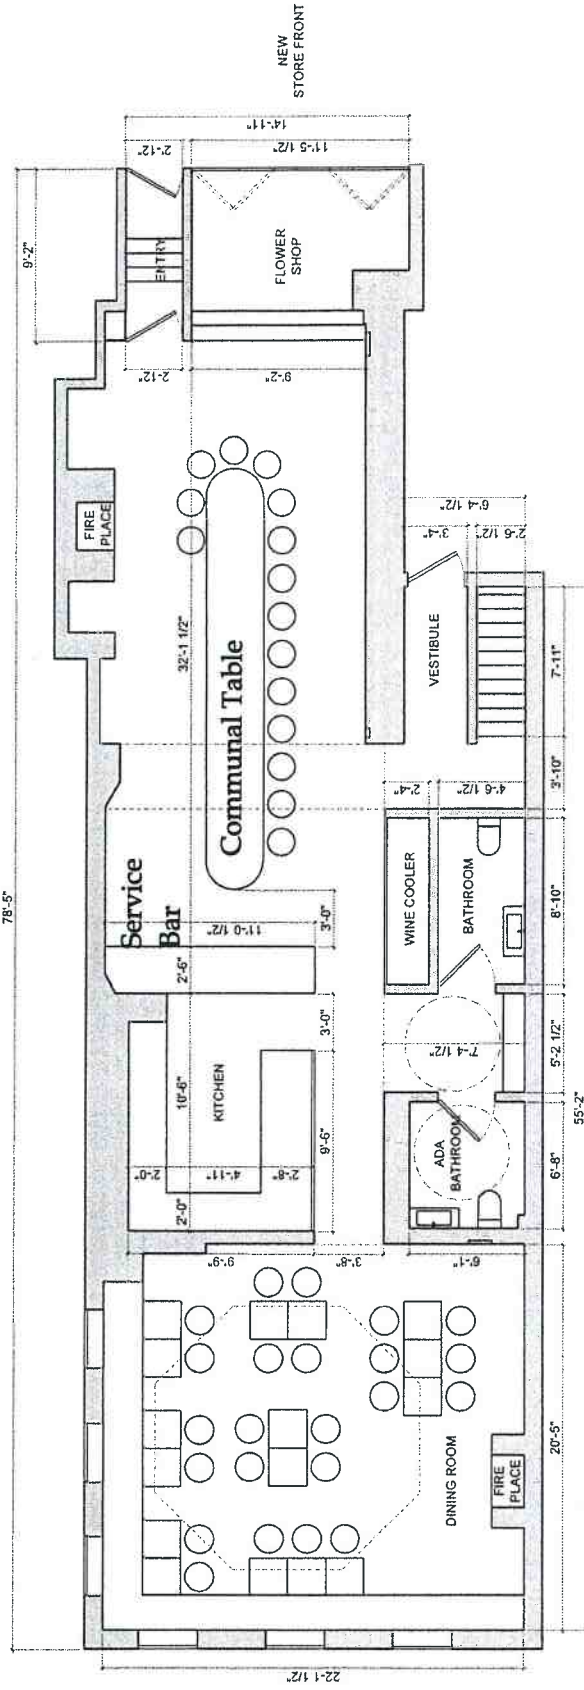 NEW
STORE FRONT
14'-11"
2'-12"
11'-5 1/2"
9'-2"
ENTRY
FLOWER
SHOP
2-12"
9'-2"
FIRE
PLACE
32'-1 1/2"
Communal Table
6'-4 1/2"
3'-4"
2'-6 1/2"
VESTIBULE
7'-11"
78'-5"
Service
Bar
11'-0 1/2"
3'-0"
2'-4"
4'-6 1/2"
3'-10"
WINE COOLER
BATHROOM
8'-10"
2'-6"
3'-0"
7'-4 1/2"
5'-2 1/2"
55'-2"
KITCHEN
10'-6"
9'-6"
2'-0"
4'-11"
2'-8"
2'-0"
ADA
BATHROOM
6'-8"
9'-9"
3'-8"
6'-1"
DINING ROOM
FIRE
PLACE
20'-5"
22'-1 1/2"